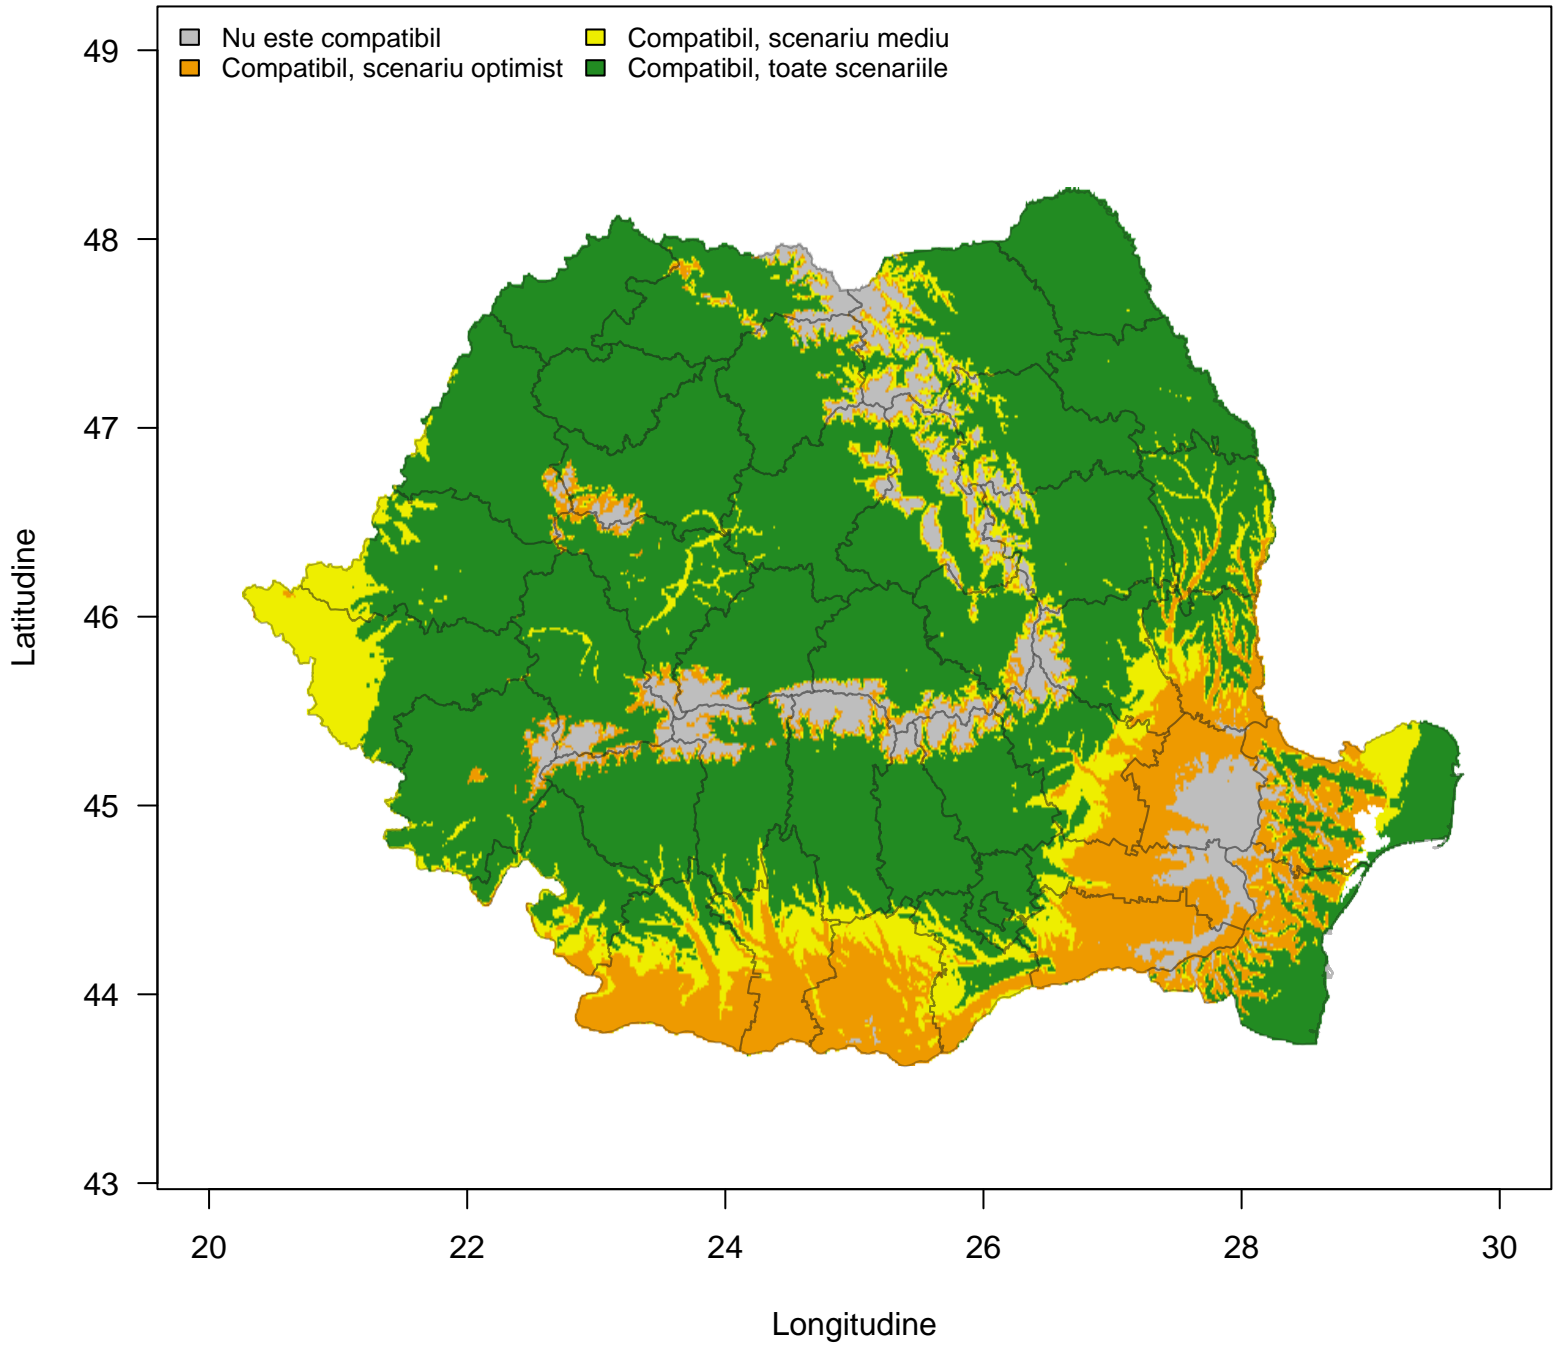 Nu este compatibil
Compatibil, scenariu optimist
Compatibil, scenariu mediu
Compatibil, toate scenariile
Latitudine
49
48
47
46
45
44
43
20 22 24 26 28 30
Longitudine